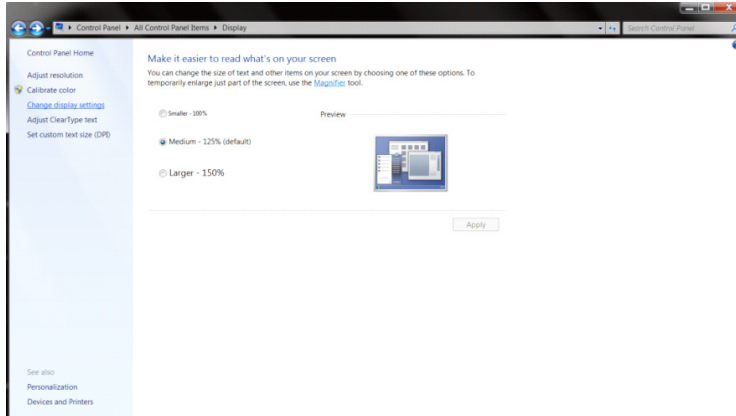 Control Panel ▸ All Control Panel Items ▸ Display
Search Control Panel
Control Panel Home
Adjust resolution
Calibrate color
Change display settings
Adjust ClearType text
Set custom text size (DPI)
Make it easier to read what's on your screen
You can change the size of text and other items on your screen by choosing one of these options. To
temporarily enlarge just part of the screen, use the Magnifier tool.
Smaller - 100%
Preview
Medium - 125% (default)
Larger - 150%
Apply
See also
Personalization
Devices and Printers